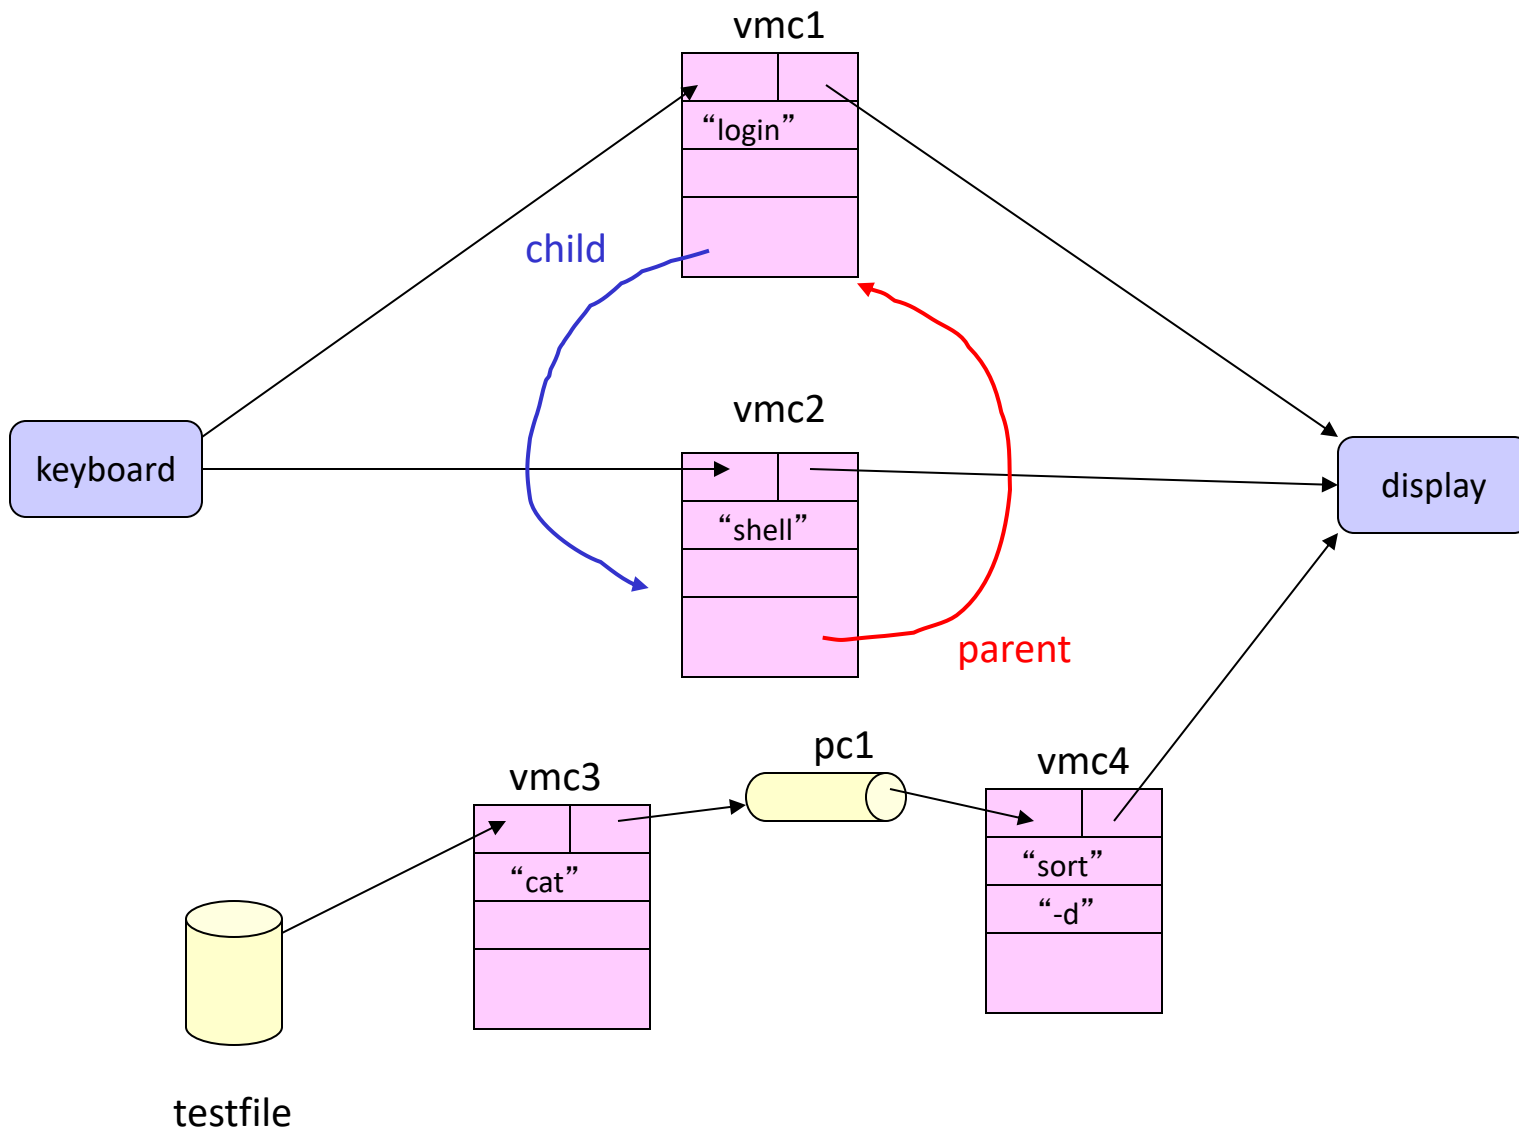 vmc1
“login”
child
vmc2
keyboard
display
“shell”
parent
pc1
vmc3
vmc4
“cat”
“sort”
“-d”
testfile